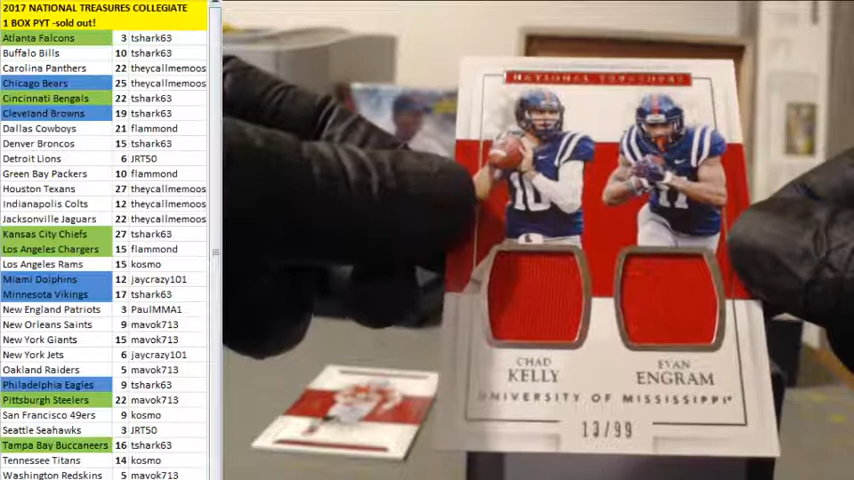 2017 NATIONAL TREASURES COLLEGIATE
1 BOX PYT -sold out!
Atlanta Falcons 3 tshark63
Buffalo Bills 10 tshark63
Carolina Panthers 22 theycallmemoos
Chicago Bears 25 theycallmemoos
Cincinnati Bengals 22 tshark63
Cleveland Browns 19 tshark63
Dallas Cowboys 21 flammond
Denver Broncos 15 tshark63
Detroit Lions 6 JRT50
Green Bay Packers 10 flammond
Houston Texans 27 theycallmemoos
Indianapolis Colts 12 theycallmemoos
Jacksonville Jaguars 22 theycallmemoos
Kansas City Chiefs 27 tshark63
Los Angeles Chargers 15 flammond
Los Angeles Rams 15 kosmo
Miami Dolphins 12 jaycrazy101
Minnesota Vikings 17 tshark63
New England Patriots 3 PaulMMA1
New Orleans Saints 9 mavok713
New York Giants 15 mavok713
New York Jets 6 jaycrazy101
Oakland Raiders 5 mavok713
Philadelphia Eagles 9 tshark63
Pittsburgh Steelers 22 mavok713
San Francisco 49ers 9 kosmo
Seattle Seahawks 3 JRT50
Tampa Bay Buccaneers 16 tshark63
Tennessee Titans 14 kosmo
Washington Redskins 5 mavok713
NATIONAL TREASURES
10
11
CHAD
KELLY
EVAN
ENGRAM
UNIVERSITY OF MISSISSIPPI
13/99